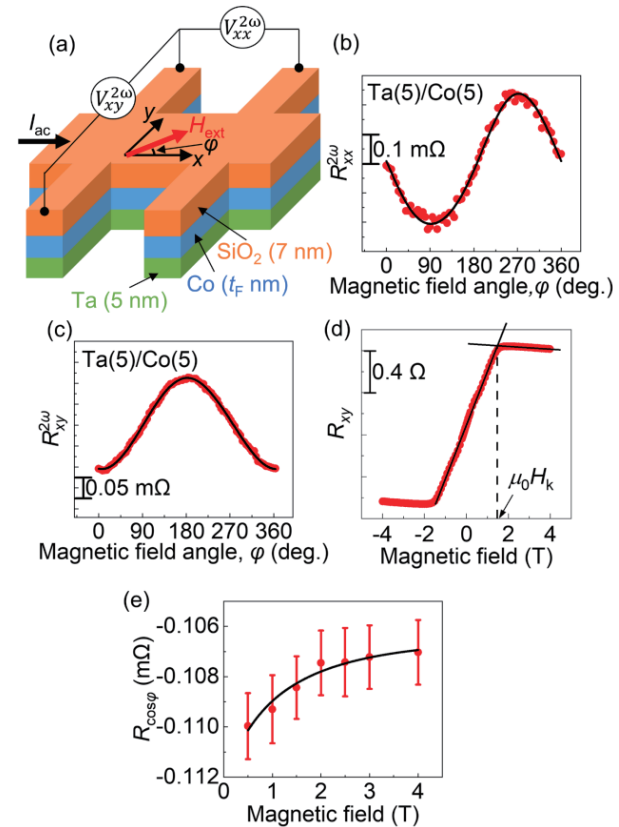 (a)
V_xx^2ω
V_xy^2ω
I_ac
y
H_ext
φ
x
SiO₂ (7 nm)
Co (t_F nm)
Ta (5 nm)
(b)
Ta(5)/Co(5)
0.1 mΩ
R_xx^2ω
0 90 180 270 360
Magnetic field angle,φ (deg.)
(c)
Ta(5)/Co(5)
R_xy^2ω
0.05 mΩ
0 90 180 270 360
Magnetic field angle, φ (deg.)
(d)
0.4 Ω
R_xy
μ₀H_k
-4 -2 0 2 4
Magnetic field (T)
(e)
-0.106
-0.108
-0.110
-0.112
R_cosφ (mΩ)
0 1 2 3 4
Magnetic field (T)